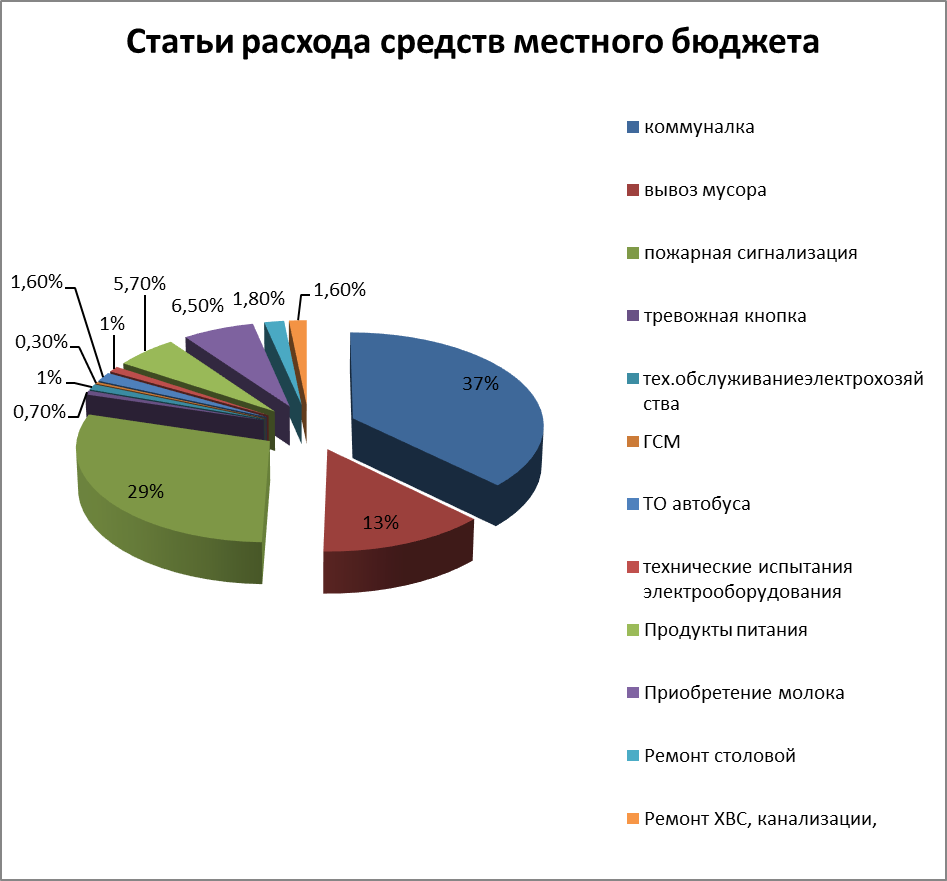 Статьи расхода средств местного бюджета
коммуналка
вывоз мусора
пожарная сигнализация
тревожная кнопка
тех.обслуживаниеэлектрохозяй
ства
ГСМ
ТО автобуса
технические испытания
электрооборудования
Продукты питания
Приобретение молока
Ремонт столовой
Ремонт ХВС, канализации,
37%
13%
29%
0,70%
1%
0,30%
1,60%
1%
5,70%
6,50%
1,80%
1,60%